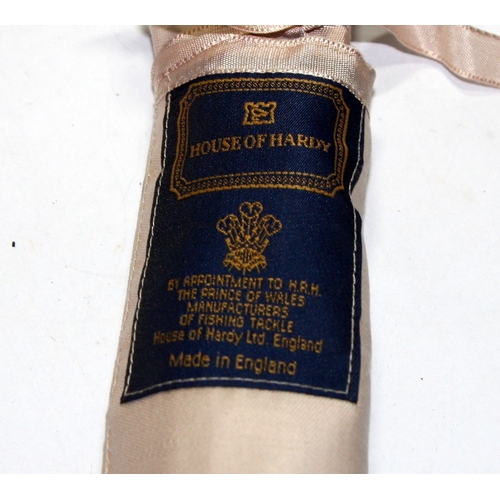 HOUSE OF HARDY
BY APPOINTMENT TO H.R.H.
THE PRINCE OF WALES
MANUFACTURERS
OF FISHING TACKLE
House of Hardy Ltd. England
Made in England